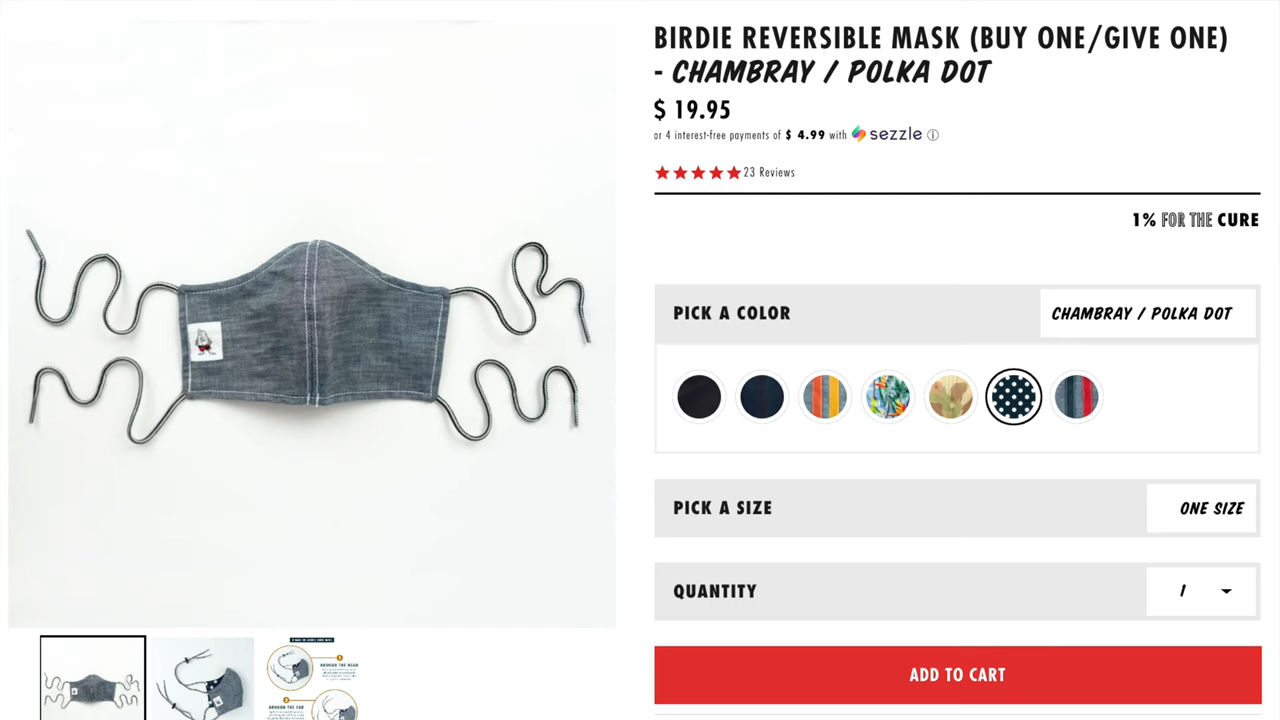 BIRDIE REVERSIBLE MASK (BUY ONE/GIVE ONE)
- CHAMBRAY / POLKA DOT
$ 19.95
or 4 interest-free payments of $ 4.99 with sezzle ⓘ
23 Reviews
1% FOR THE CURE
PICK A COLOR
CHAMBRAY / POLKA DOT
PICK A SIZE
ONE SIZE
QUANTITY
1
ADD TO CART
AROUND THE HEAD
AROUND THE EAR